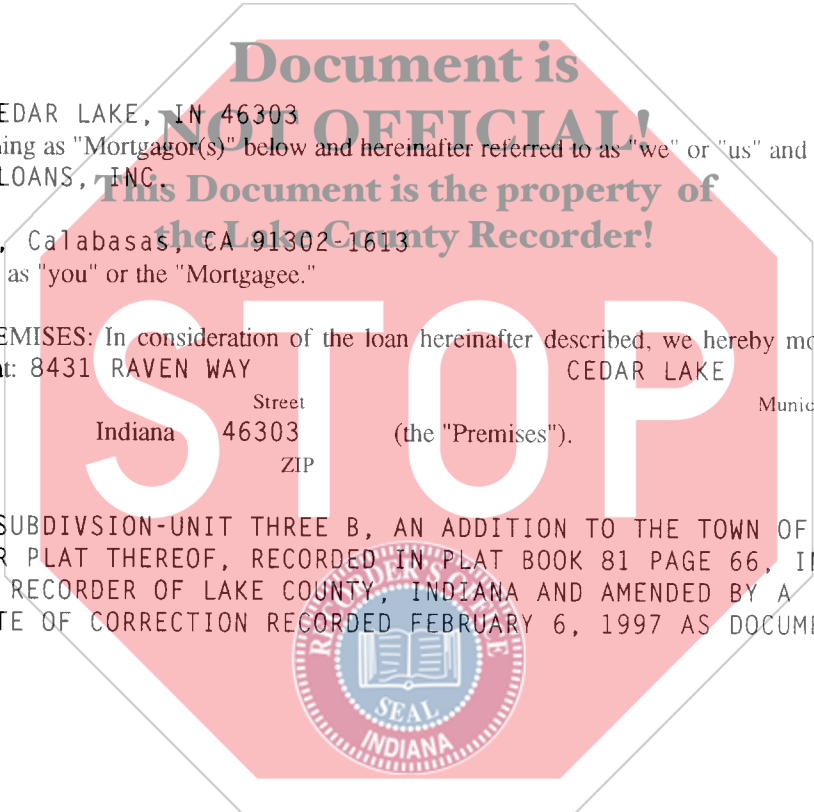 Document is
EDAR LAKE, IN 46303
NOT OFFICIAL!
ning as "Mortgagor(s)" below and hereinafter referred to as "we" or "us" and
LOANS, INC.
This Document is the property of
the Lake County Recorder!
, Calabasas, CA 91302-1613
as "you" or the "Mortgagee."
EMISES: In consideration of the loan hereinafter described, we hereby mo
at: 8431 RAVEN WAY CEDAR LAKE
Street Munic
Indiana 46303 (the "Premises").
ZIP
STOP
SUBDIVSION-UNIT THREE B, AN ADDITION TO THE TOWN OF
R PLAT THEREOF, RECORDED IN PLAT BOOK 81 PAGE 66, IN
RECORDER OF LAKE COUNTY, INDIANA AND AMENDED BY A
TE OF CORRECTION RECORDED FEBRUARY 6, 1997 AS DOCUME
RECORDER'S OFFICE
SEAL
INDIANA